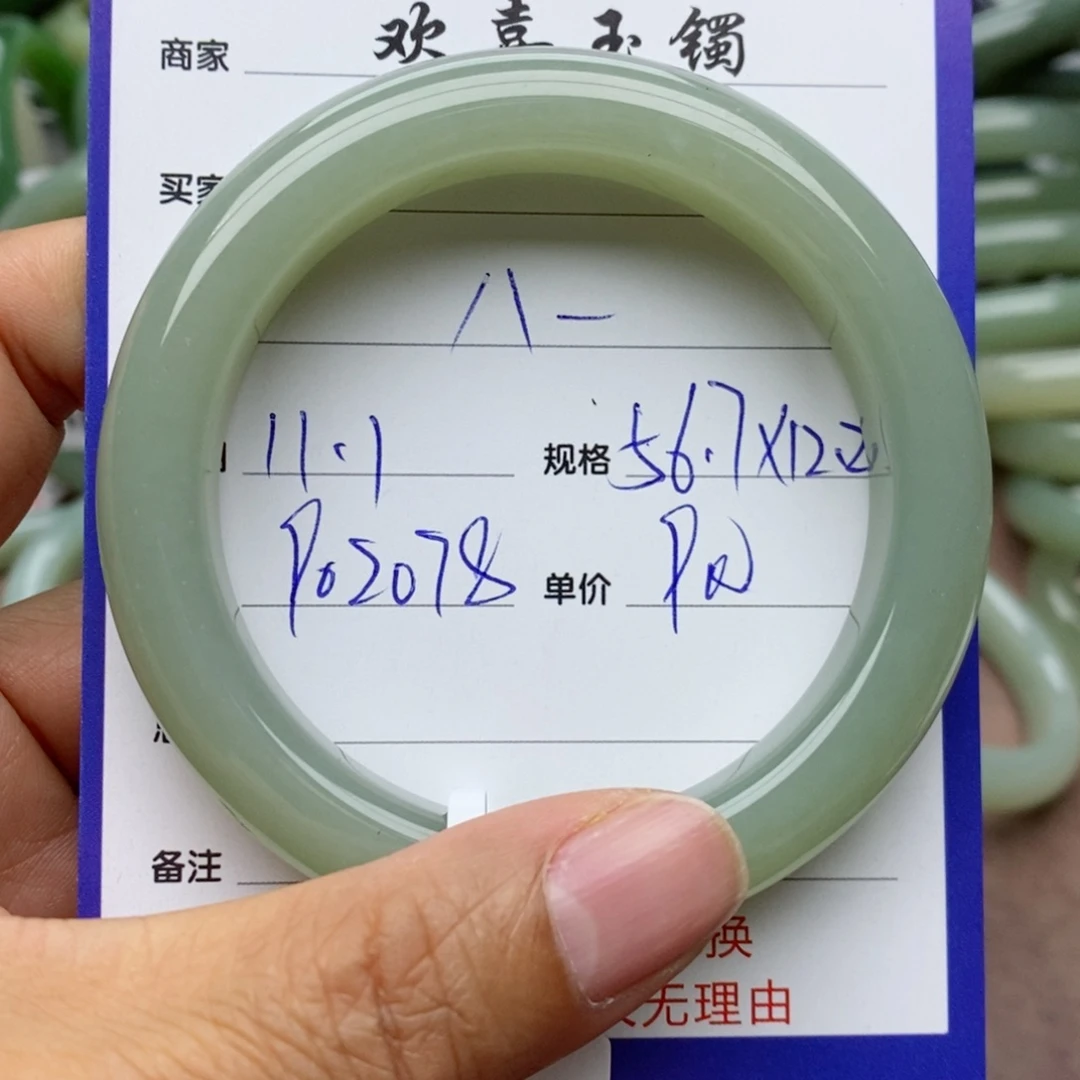 商家 欢喜玉镯
买家
八一
11.1 规格 56.7X12.2
P02078 单价
备注
换
无理由